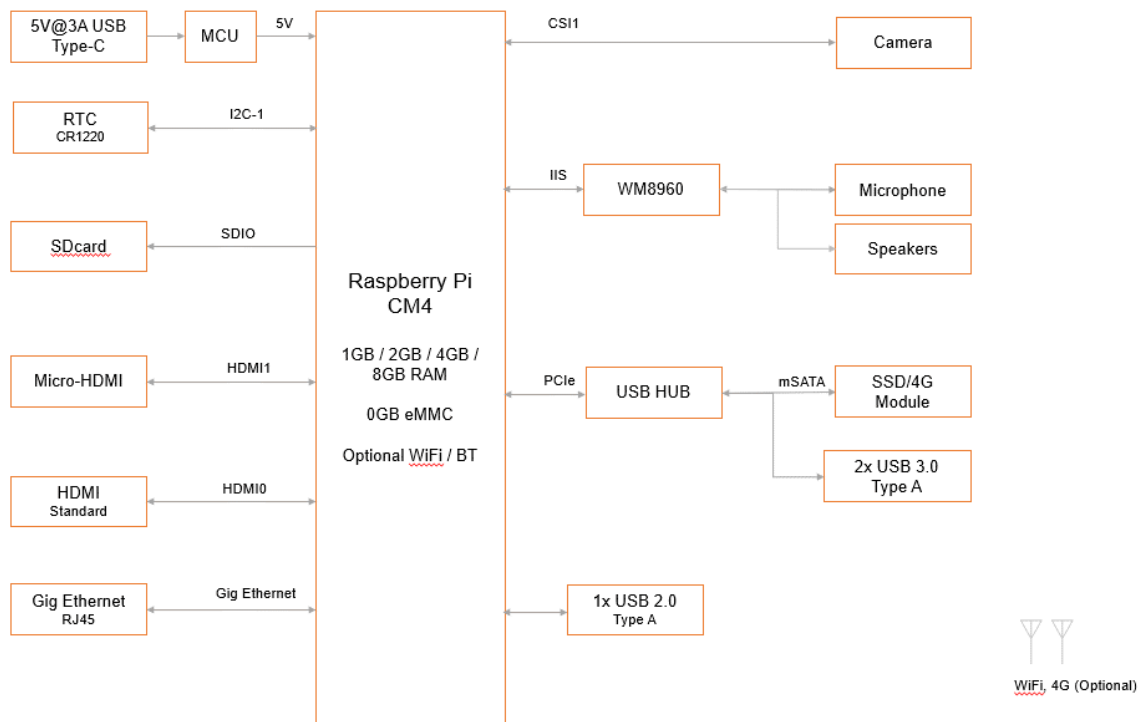 5V@3A USB
Type-C
MCU
5V
RTC
CR1220
I2C-1
SDcard
SDIO
Micro-HDMI
HDMI1
HDMI
Standard
HDMI0
Gig Ethernet
RJ45
Gig Ethernet
Raspberry Pi
CM4
1GB / 2GB / 4GB /
8GB RAM
0GB eMMC
Optional WiFi / BT
CSI1
Camera
IIS
WM8960
Microphone
Speakers
PCIe
USB HUB
mSATA
SSD/4G
Module
2x USB 3.0
Type A
1x USB 2.0
Type A
WiFi, 4G (Optional)